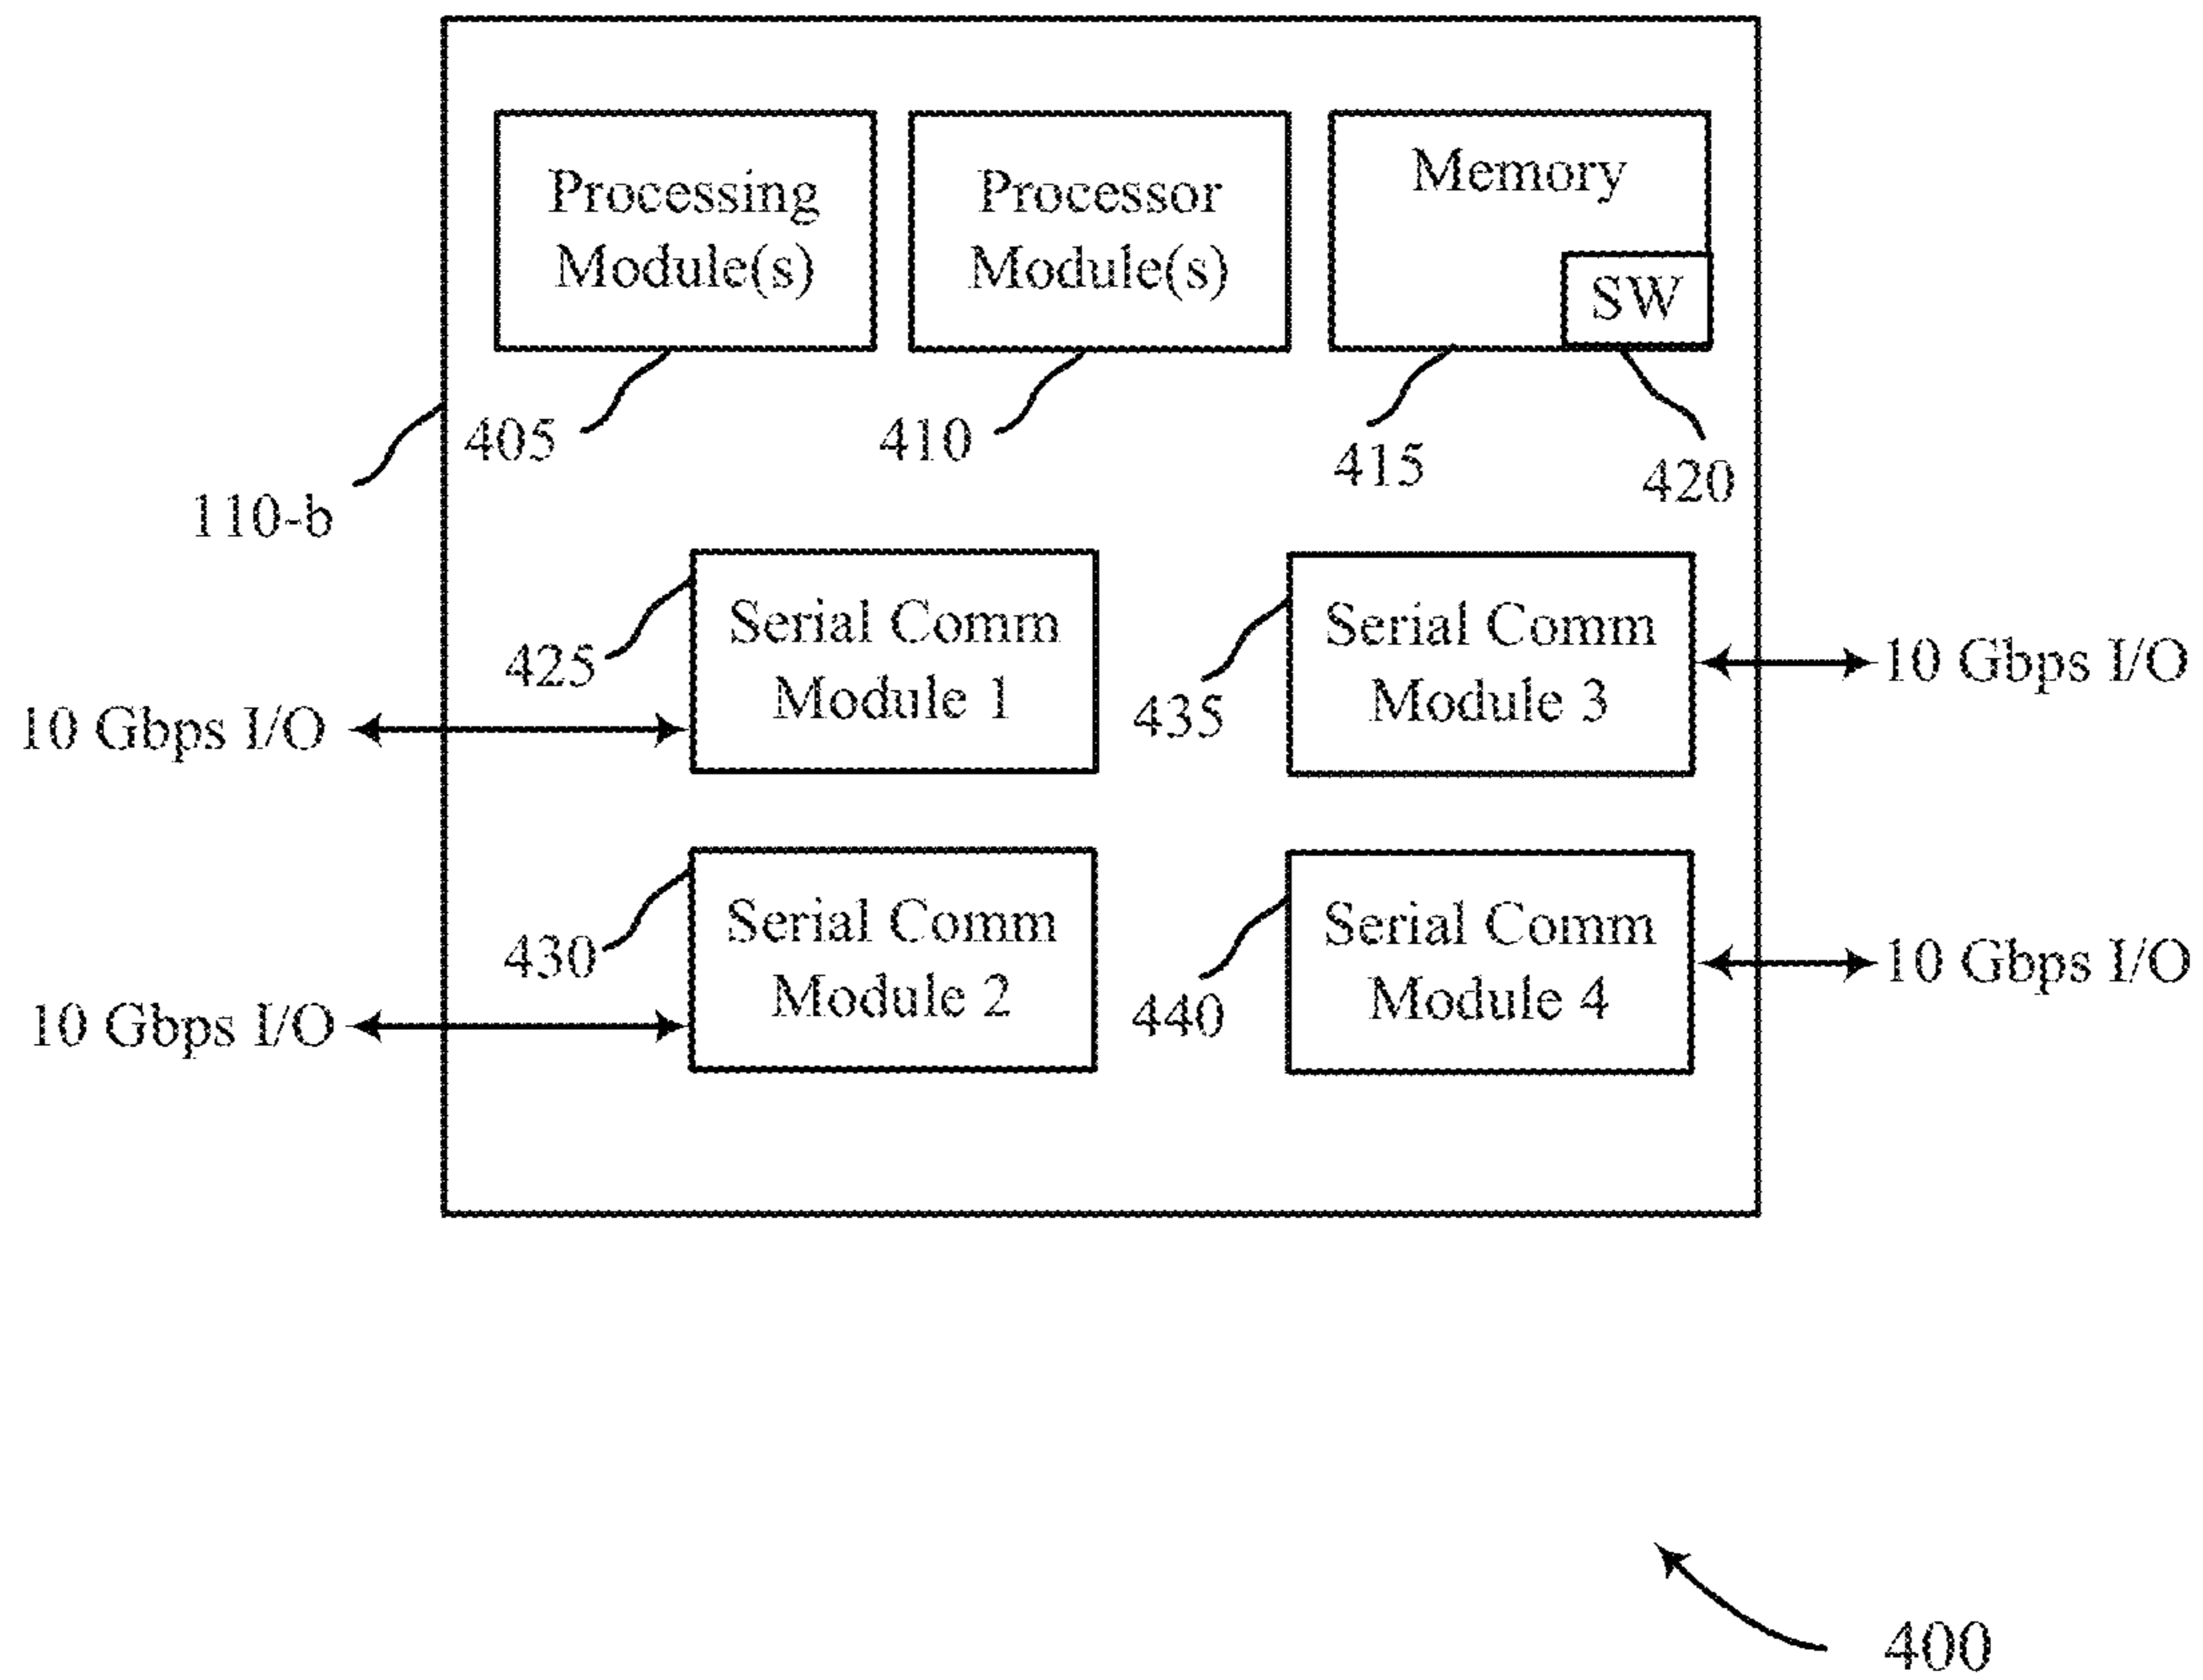 Processing
Module(s)
Processor
Module(s)
Memory
SW
405
410
415
420
110-b
Serial Comm
Module 1
425
Serial Comm
Module 3
435
10 Gbps I/O
10 Gbps I/O
Serial Comm
Module 2
430
Serial Comm
Module 4
440
10 Gbps I/O
10 Gbps I/O
400